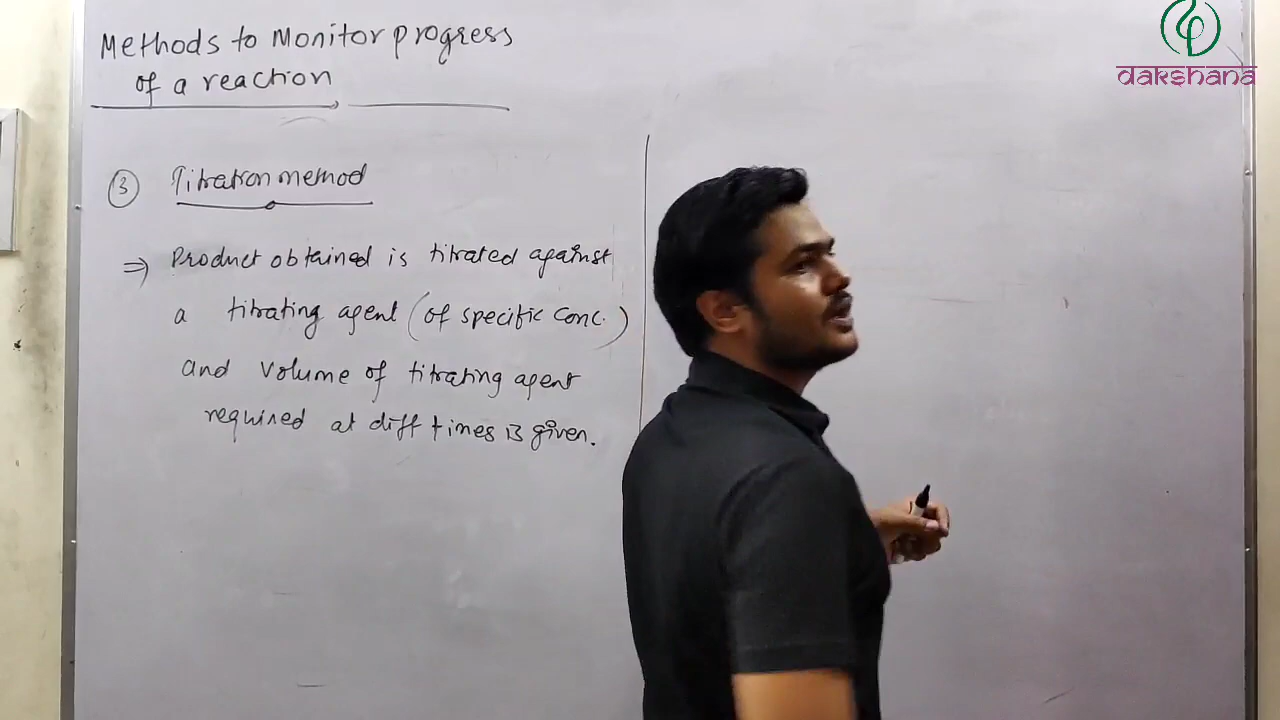 Methods to Monitor progress
of a reaction
③ Titration method
⇒ Product obtained is titrated against
a titrating agent (of specific conc.)
and volume of titrating agent
required at diff times is given.
dakshana